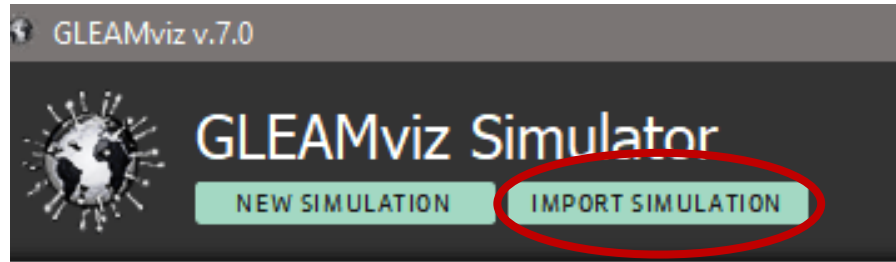 GLEAMviz v.7.0
GLEAMviz Simulator
NEW SIMULATION IMPORT SIMULATION